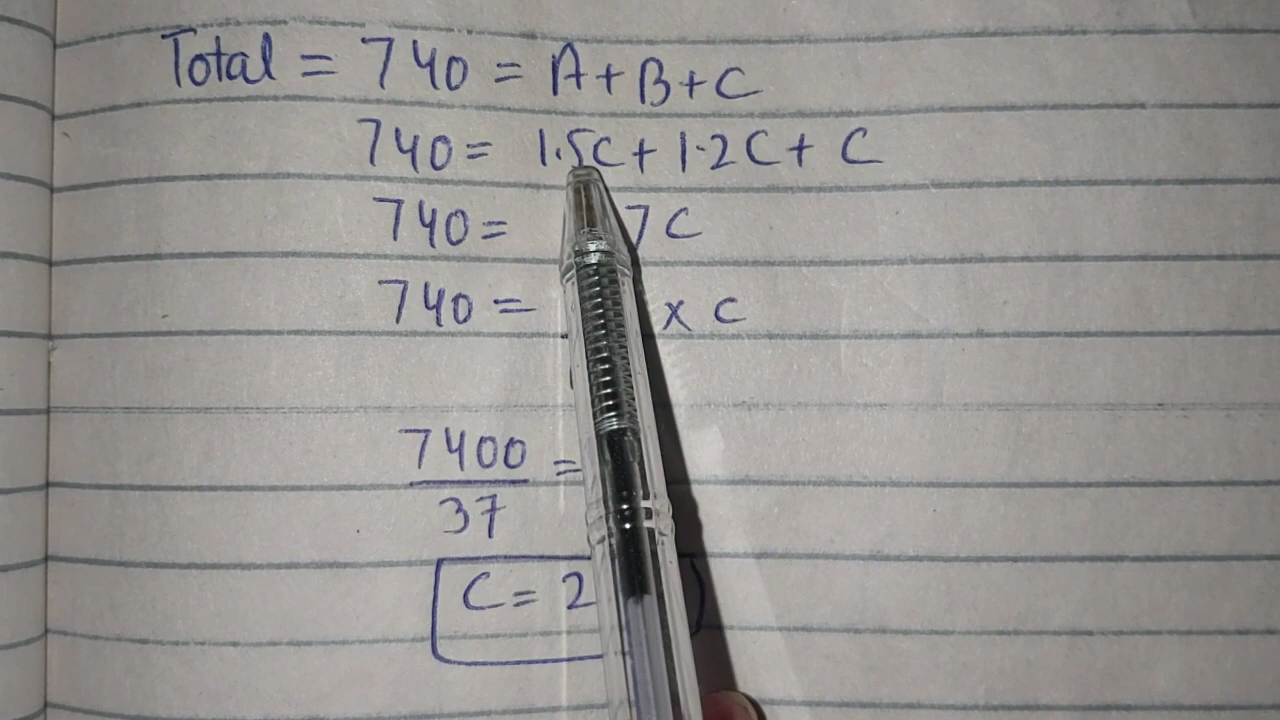 Total = 740 = A+B+C
740 = 1.5C + 1.2C + C
740 = 7C
740 = x C
7400
37
=
C = 2